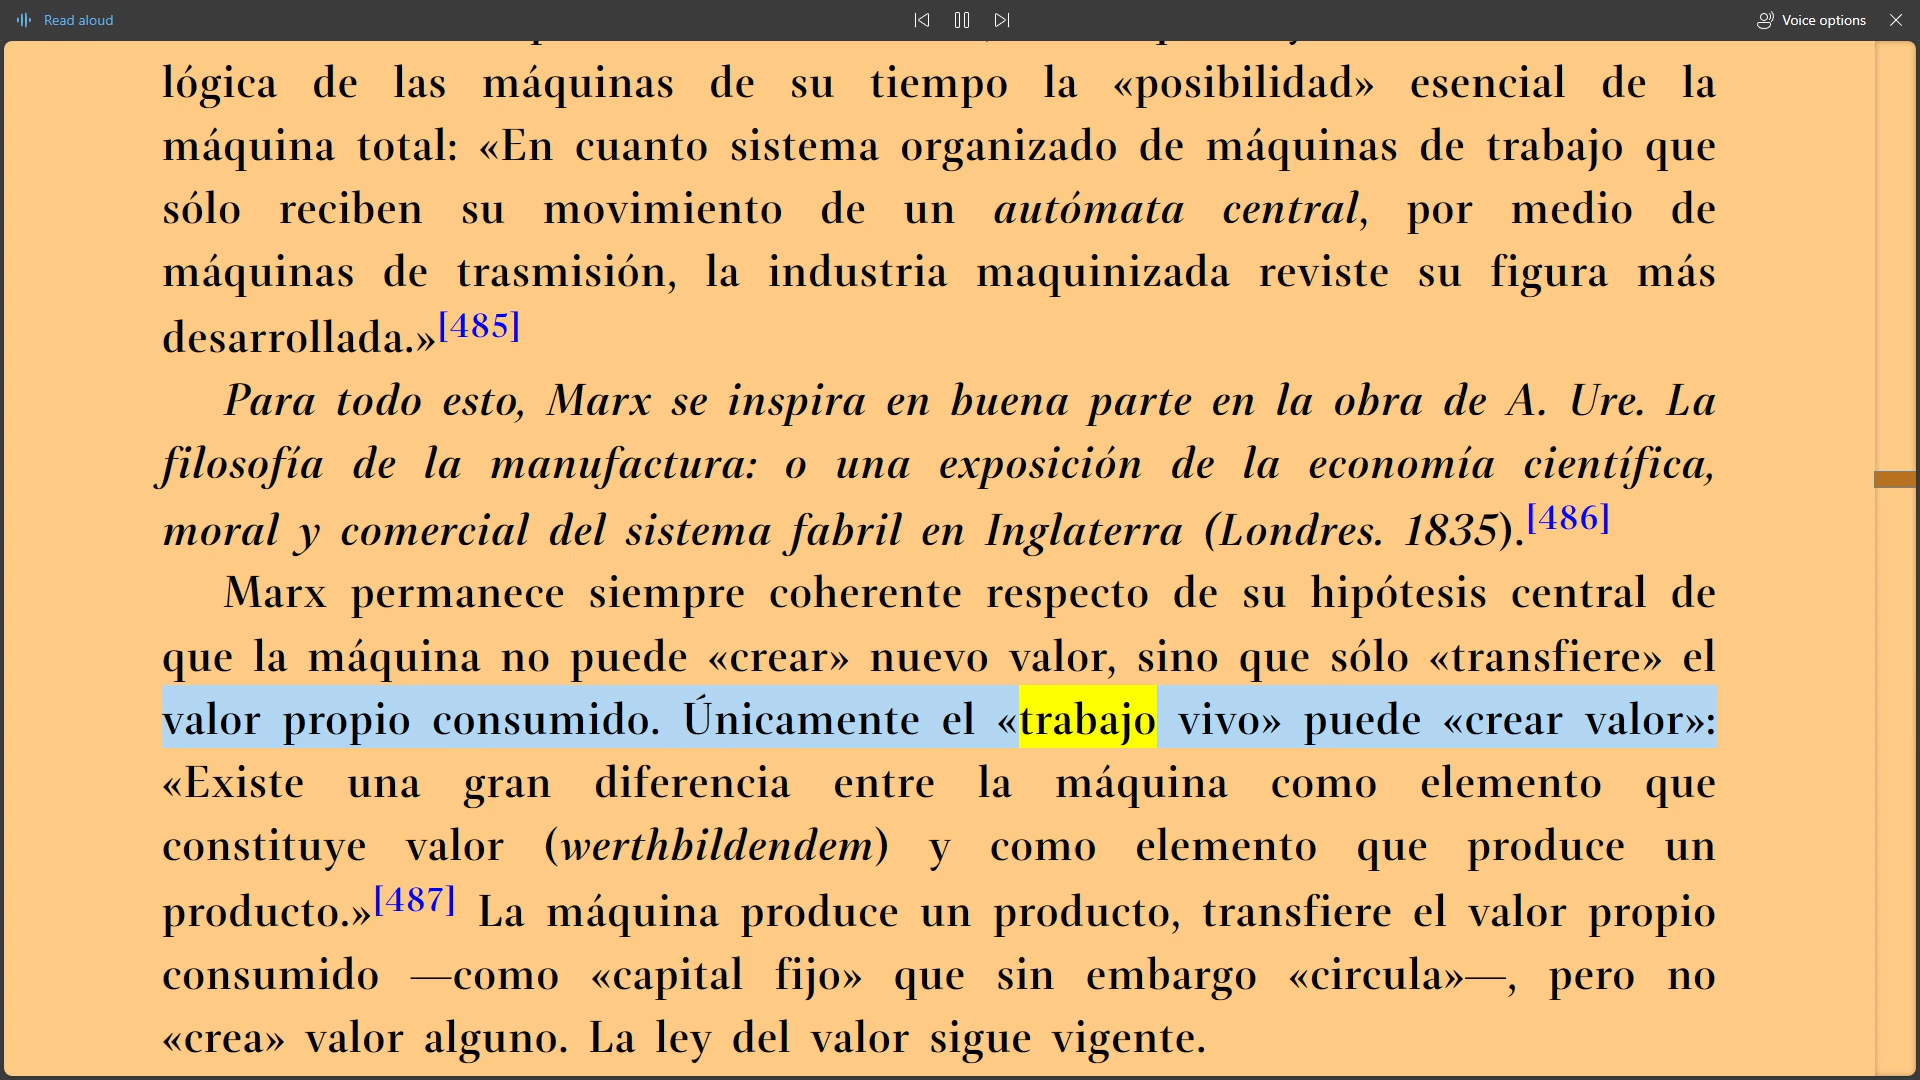 Read aloud
Voice options
lógica de las máquinas de su tiempo la «posibilidad» esencial de la
máquina total: «En cuanto sistema organizado de máquinas de trabajo que
sólo reciben su movimiento de un autómata central, por medio de
máquinas de trasmisión, la industria maquinizada reviste su figura más
desarrollada.»[485]
Para todo esto, Marx se inspira en buena parte en la obra de A. Ure. La
filosofía de la manufactura: o una exposición de la economía científica,
moral y comercial del sistema fabril en Inglaterra (Londres. 1835).[486]
Marx permanece siempre coherente respecto de su hipótesis central de
que la máquina no puede «crear» nuevo valor, sino que sólo «transfiere» el
valor propio consumido. Únicamente el «trabajo vivo» puede «crear valor»:
«Existe una gran diferencia entre la máquina como elemento que
constituye valor (werthbildendem) y como elemento que produce un
producto.»[487] La máquina produce un producto, transfiere el valor propio
consumido —como «capital fijo» que sin embargo «circula»—, pero no
«crea» valor alguno. La ley del valor sigue vigente.